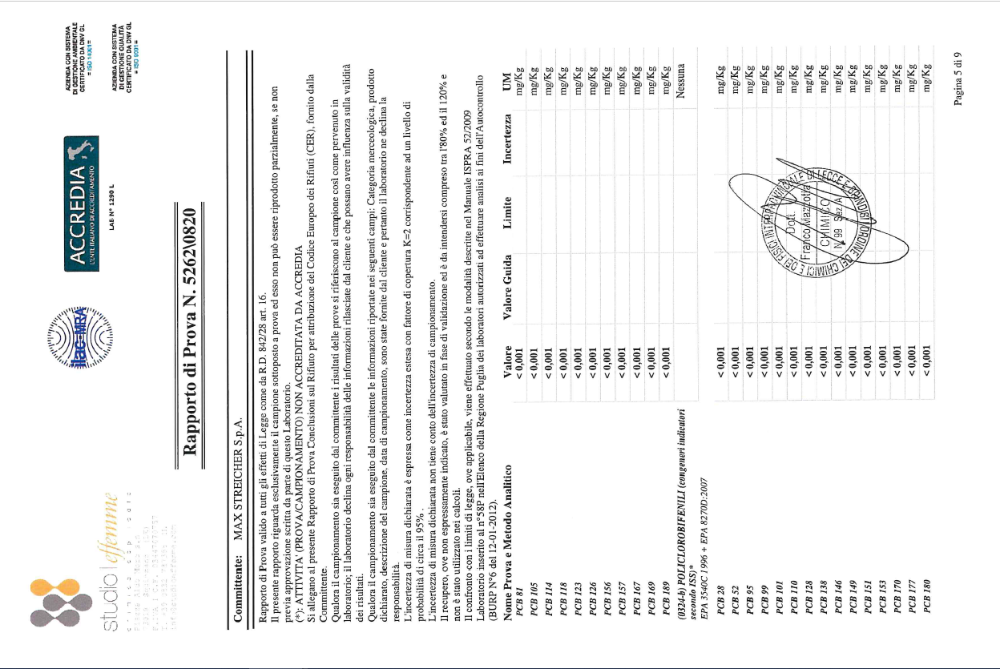 studio | effemme
ilac-MRA
ACCREDIA
L'ENTE ITALIANO DI ACCREDITAMENTO
LAB N° 1290 L
AZIENDA CON SISTEMA
DI GESTIONE AMBIENTALE
CERTIFICATO DA DNV GL
= ISO 14001=
AZIENDA CON SISTEMA
DI GESTIONE QUALITÀ
CERTIFICATO DA DNV GL
= ISO 9001=
Rapporto di Prova N. 5262\0820
Committente: MAX STREICHER S.p.A.
Rapporto di Prova valido a tutti gli effetti di Legge come da R.D. 842/28 art. 16.
Il presente rapporto riguarda esclusivamente il campione sottoposto a prova ed esso non può essere riprodotto parzialmente, se non
previa approvazione scritta da parte di questo Laboratorio.
(*): ATTIVITA' (PROVA/CAMPIONAMENTO) NON ACCREDITATA DA ACCREDIA
Si allegano al presente Rapporto di Prova Conclusioni sul Rifiuto per attribuzione del Codice Europeo dei Rifiuti (CER), fornito dalla
Committente.
Qualora il campionamento sia eseguito dal committente i risultati delle prove si riferiscono al campione così come pervenuto in
laboratorio; il laboratorio declina ogni responsabilità delle informazioni rilasciate dal cliente e che possano avere influenza sulla validità
dei risultati.
Qualora il campionamento sia eseguito dal committente le informazioni riportate nei seguenti campi: Categoria merceologica, prodotto
dichiarato, descrizione del campione, data di campionamento, sono state fornite dal cliente e pertanto il laboratorio ne declina la
responsabilità.
L'incertezza di misura dichiarata è espressa come incertezza estesa con fattore di copertura K=2 corrispondente ad un livello di
probabilità di circa il 95% .
L'incertezza di misura dichiarata non tiene conto dell'incertezza di campionamento.
Il recupero, ove non espressamente indicato, è stato valutato in fase di validazione ed è da intendersi compreso tra l'80% ed il 120% e
non è stato utilizzato nei calcoli.
Il confronto con i limiti di legge, ove applicabile, viene effettuato secondo le modalità descritte nel Manuale ISPRA 52/2009
Laboratorio inserito al n°58P nell'Elenco della Regione Puglia dei laboratori autorizzati ad effettuare analisi ai fini dell'Autocontrollo
(BURP N°6 del 12-01-2012).
Nome Prova e Metodo Analitico Valore Valore Guida Limite Incertezza UM
PCB 81 < 0,001 mg/Kg
PCB 105 < 0,001 mg/Kg
PCB 114 < 0,001 mg/Kg
PCB 118 < 0,001 mg/Kg
PCB 123 < 0,001 mg/Kg
PCB 126 < 0,001 mg/Kg
PCB 156 < 0,001 mg/Kg
PCB 157 < 0,001 mg/Kg
PCB 167 < 0,001 mg/Kg
PCB 169 < 0,001 mg/Kg
PCB 189 < 0,001 mg/Kg
(0324-b) POLICLOROBIFENILI (congeneri indicatori Nessuna
secondo ISS)*
EPA 3540C 1996 + EPA 8270D:2007
PCB 28 < 0,001 mg/Kg
PCB 52 < 0,001 mg/Kg
PCB 95 < 0,001 mg/Kg
PCB 99 < 0,001 mg/Kg
PCB 101 < 0,001 mg/Kg
PCB 110 < 0,001 mg/Kg
PCB 128 < 0,001 mg/Kg
PCB 138 < 0,001 mg/Kg
PCB 146 < 0,001 mg/Kg
PCB 149 < 0,001 mg/Kg
PCB 151 < 0,001 mg/Kg
PCB 153 < 0,001 mg/Kg
PCB 170 < 0,001 mg/Kg
PCB 177 < 0,001 mg/Kg
PCB 180 < 0,001 mg/Kg
ORDINE DEI CHIMICI E DEI FISICI INTERPROVINCIALE DI LECCE E BRINDISI
Dott.
Franco Mazzotta
CHIMICO
N. 99 Sez. A
Pagina 5 di 9